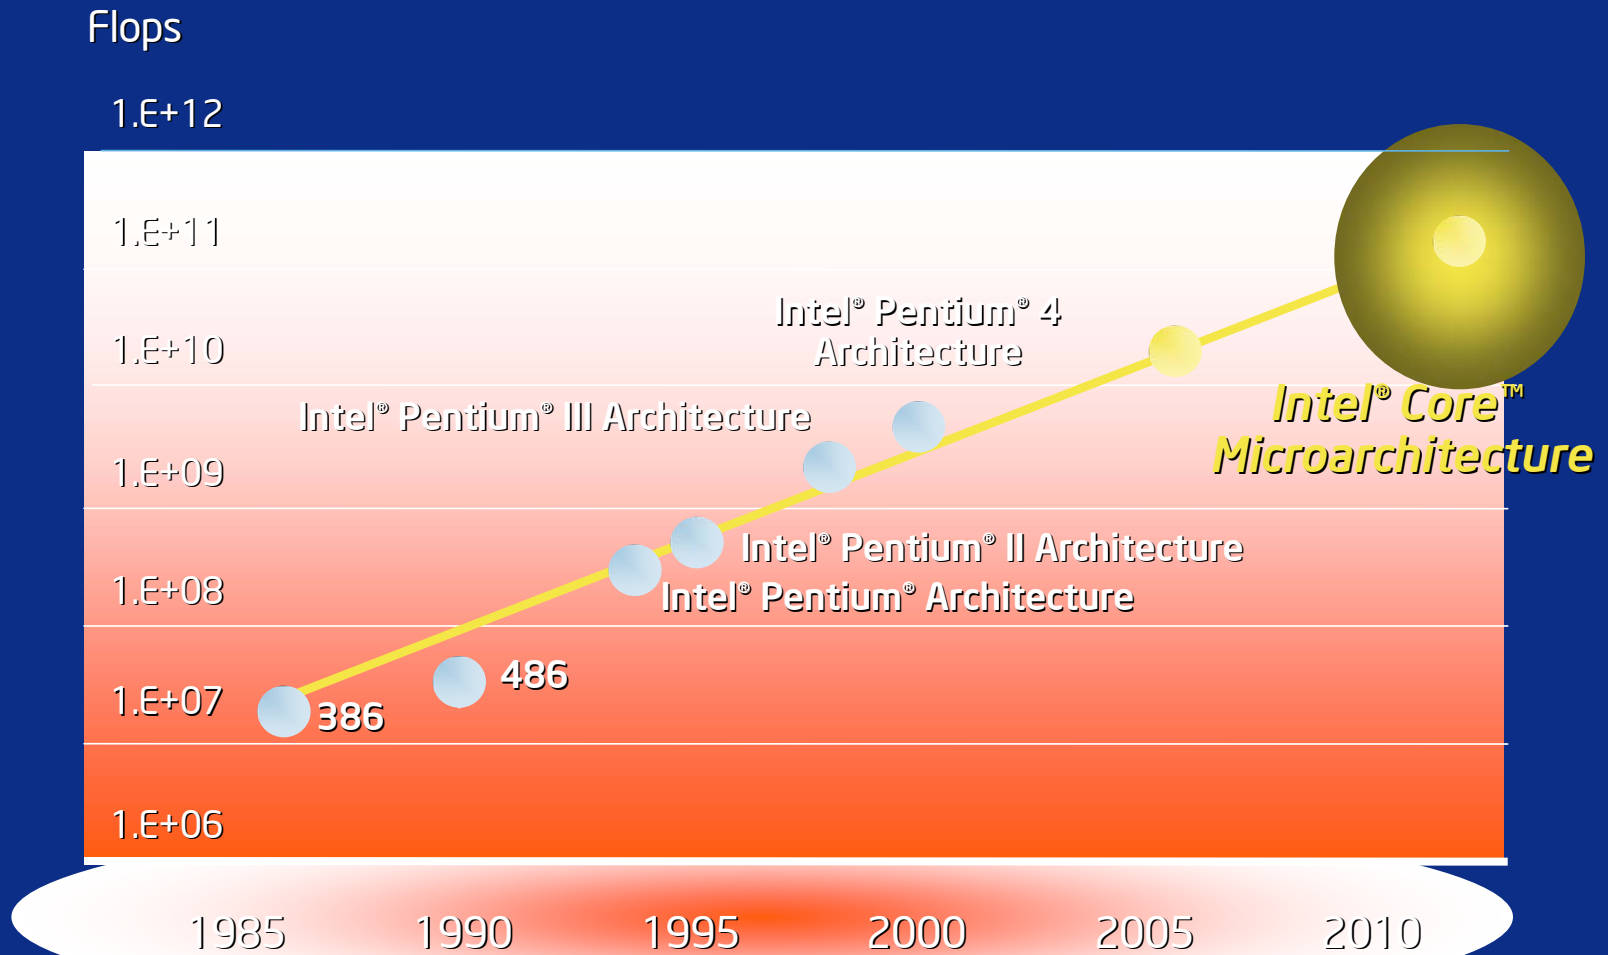 Flops
1.E+12
1.E+11
1.E+10
1.E+09
1.E+08
1.E+07
1.E+06
Intel® Pentium® 4
Architecture
Intel® Core™
Microarchitecture
Intel® Pentium® III Architecture
Intel® Pentium® II Architecture
Intel® Pentium® Architecture
486
386
1985 1990 1995 2000 2005 2010